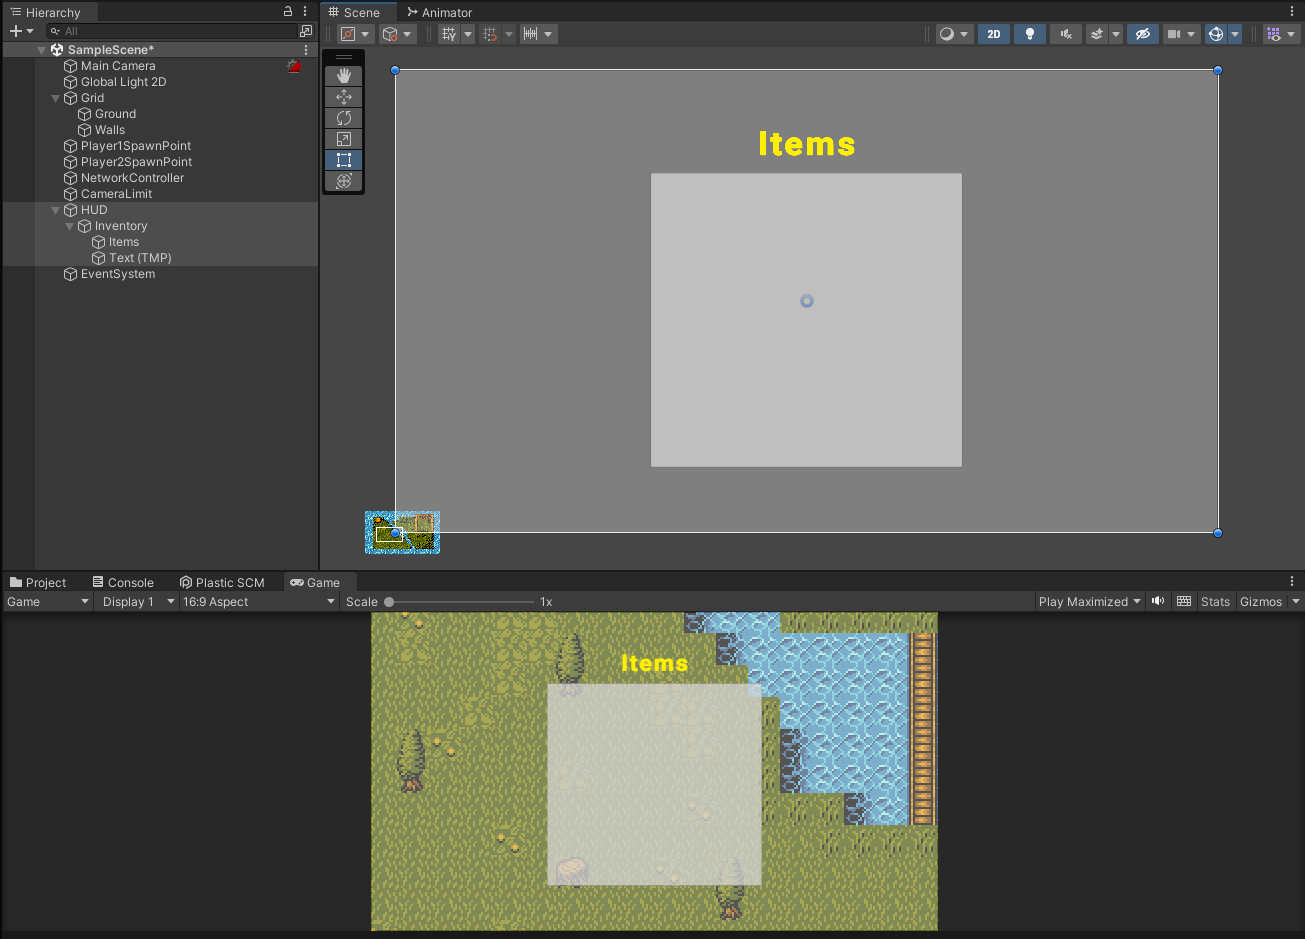 Hierarchy
Scene
Animator
All
2D
SampleScene*
Main Camera
Global Light 2D
Grid
Ground
Walls
Player1SpawnPoint
Player2SpawnPoint
NetworkController
CameraLimit
HUD
Inventory
Items
Text (TMP)
EventSystem
Items
Project
Console
Plastic SCM
Game
Game
Display 1
16:9 Aspect
Scale
1x
Play Maximized
Stats
Gizmos
Items